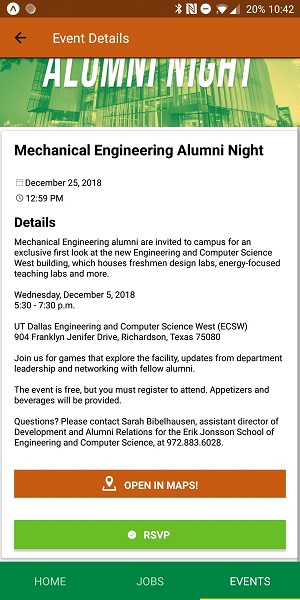 20% 10:42
Event Details
ALUMNI NIGHT
Mechanical Engineering Alumni Night
December 25, 2018
12:59 PM
Details
Mechanical Engineering alumni are invited to campus for an
exclusive first look at the new Engineering and Computer Science
West building, which houses freshmen design labs, energy-focused
teaching labs and more.
Wednesday, December 5, 2018
5:30 - 7:30 p.m.
UT Dallas Engineering and Computer Science West (ECSW)
904 Franklyn Jenifer Drive, Richardson, Texas 75080
Join us for games that explore the facility, updates from department
leadership and networking with fellow alumni.
The event is free, but you must register to attend. Appetizers and
beverages will be provided.
Questions? Please contact Sarah Bibelhausen, assistant director of
Development and Alumni Relations for the Erik Jonsson School of
Engineering and Computer Science, at 972.883.6028.
OPEN IN MAPS!
RSVP
HOME JOBS EVENTS